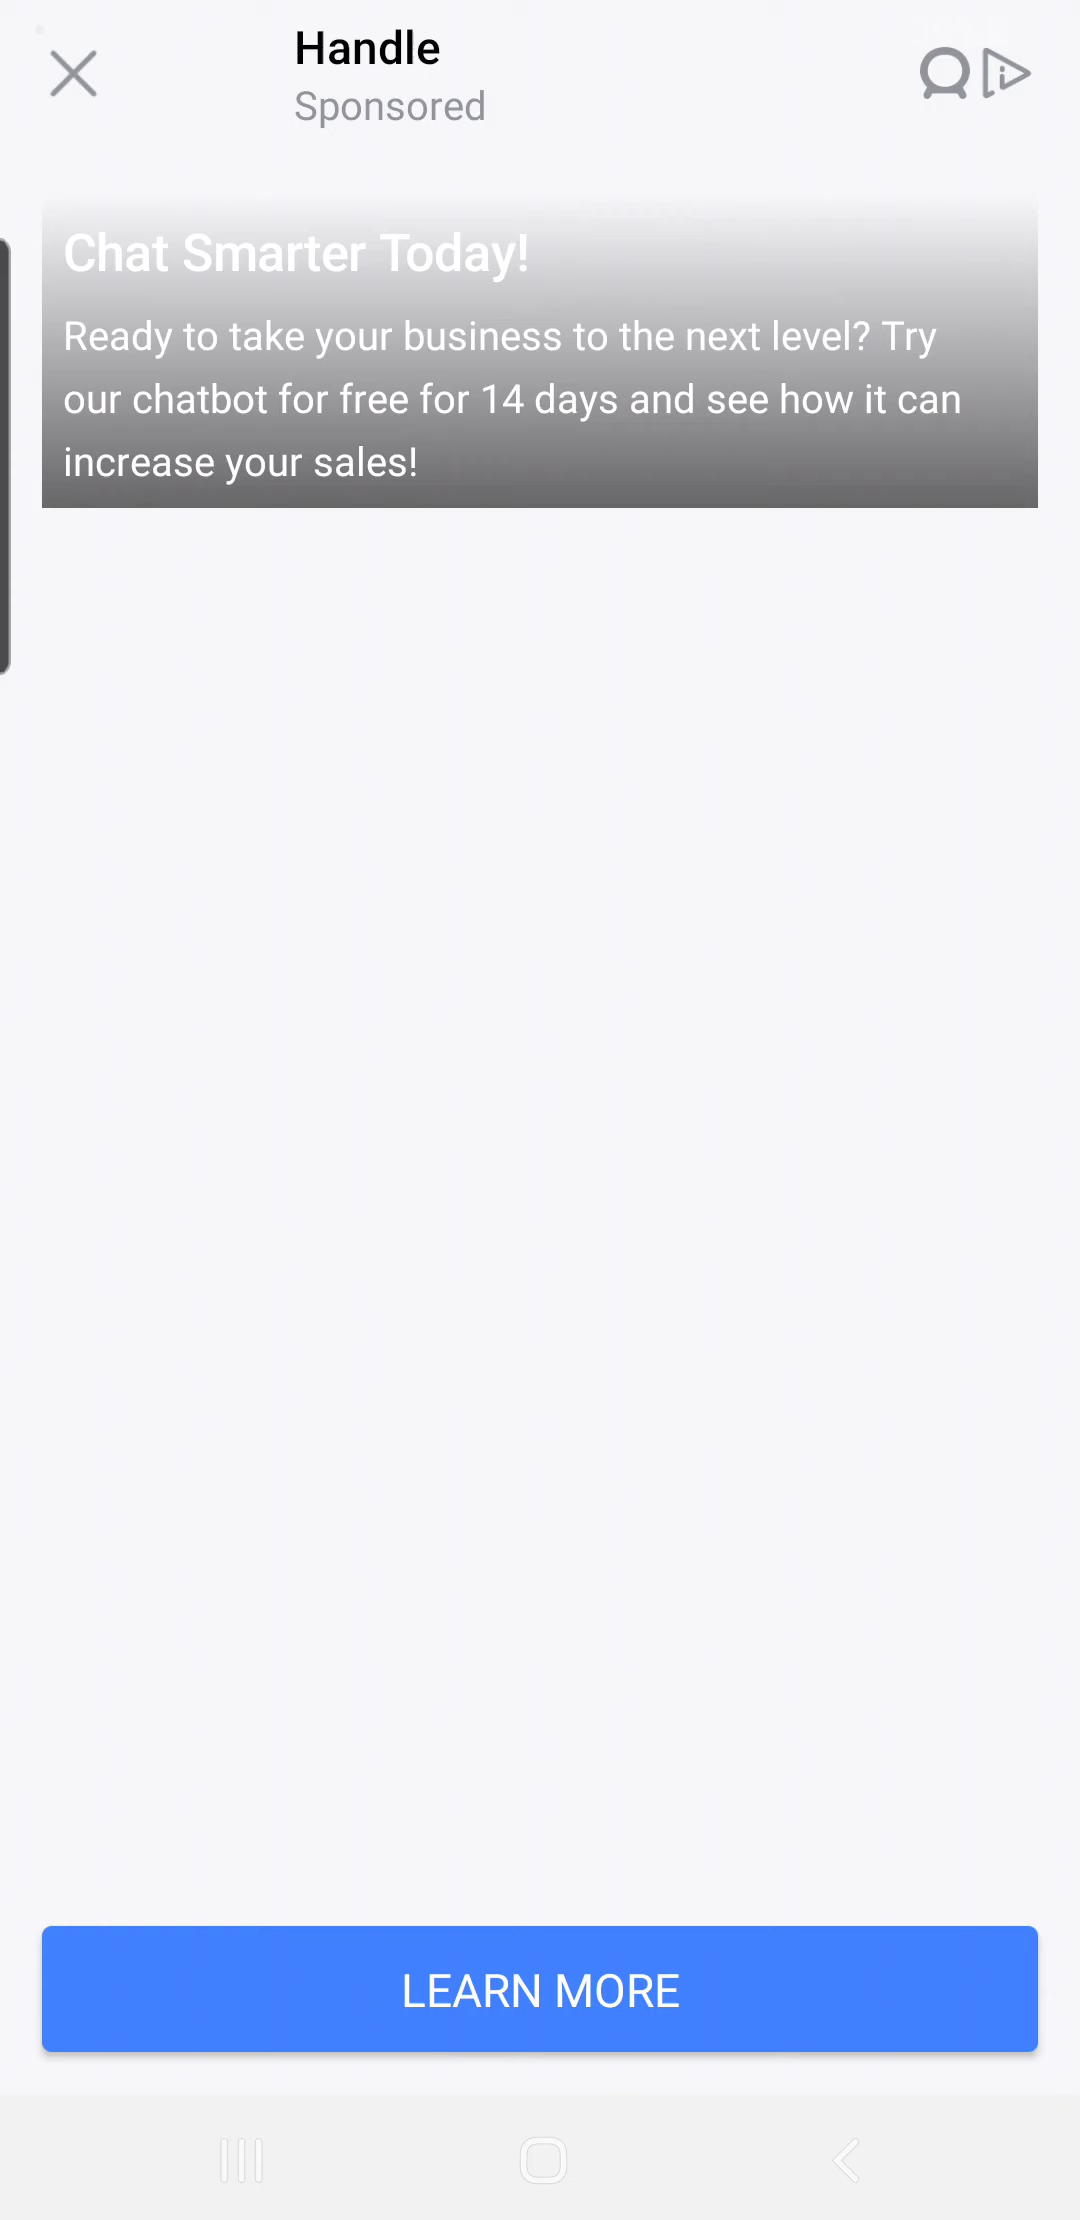 Handle
Sponsored
Chat Smarter Today!
Ready to take your business to the next level? Try
our chatbot for free for 14 days and see how it can
increase your sales!
LEARN MORE